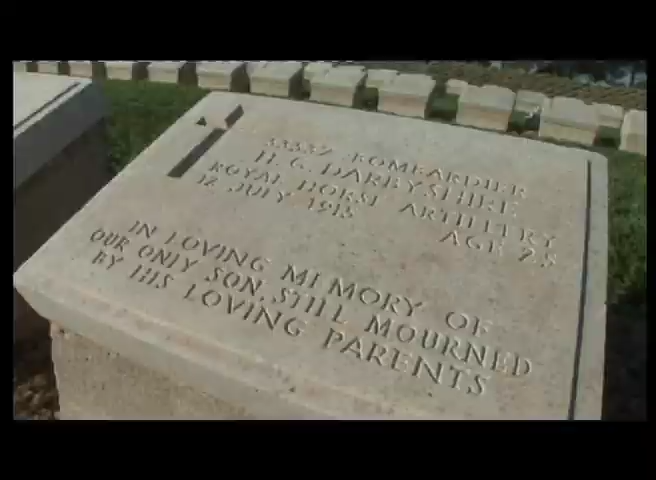 BOMBARDIER
H. G. DARBYSHIRE
ROYAL HORSE ARTILLERY
12 JULY 1915 AGE 25
IN LOVING MEMORY OF
OUR ONLY SON, STILL MOURNED
BY HIS LOVING PARENTS